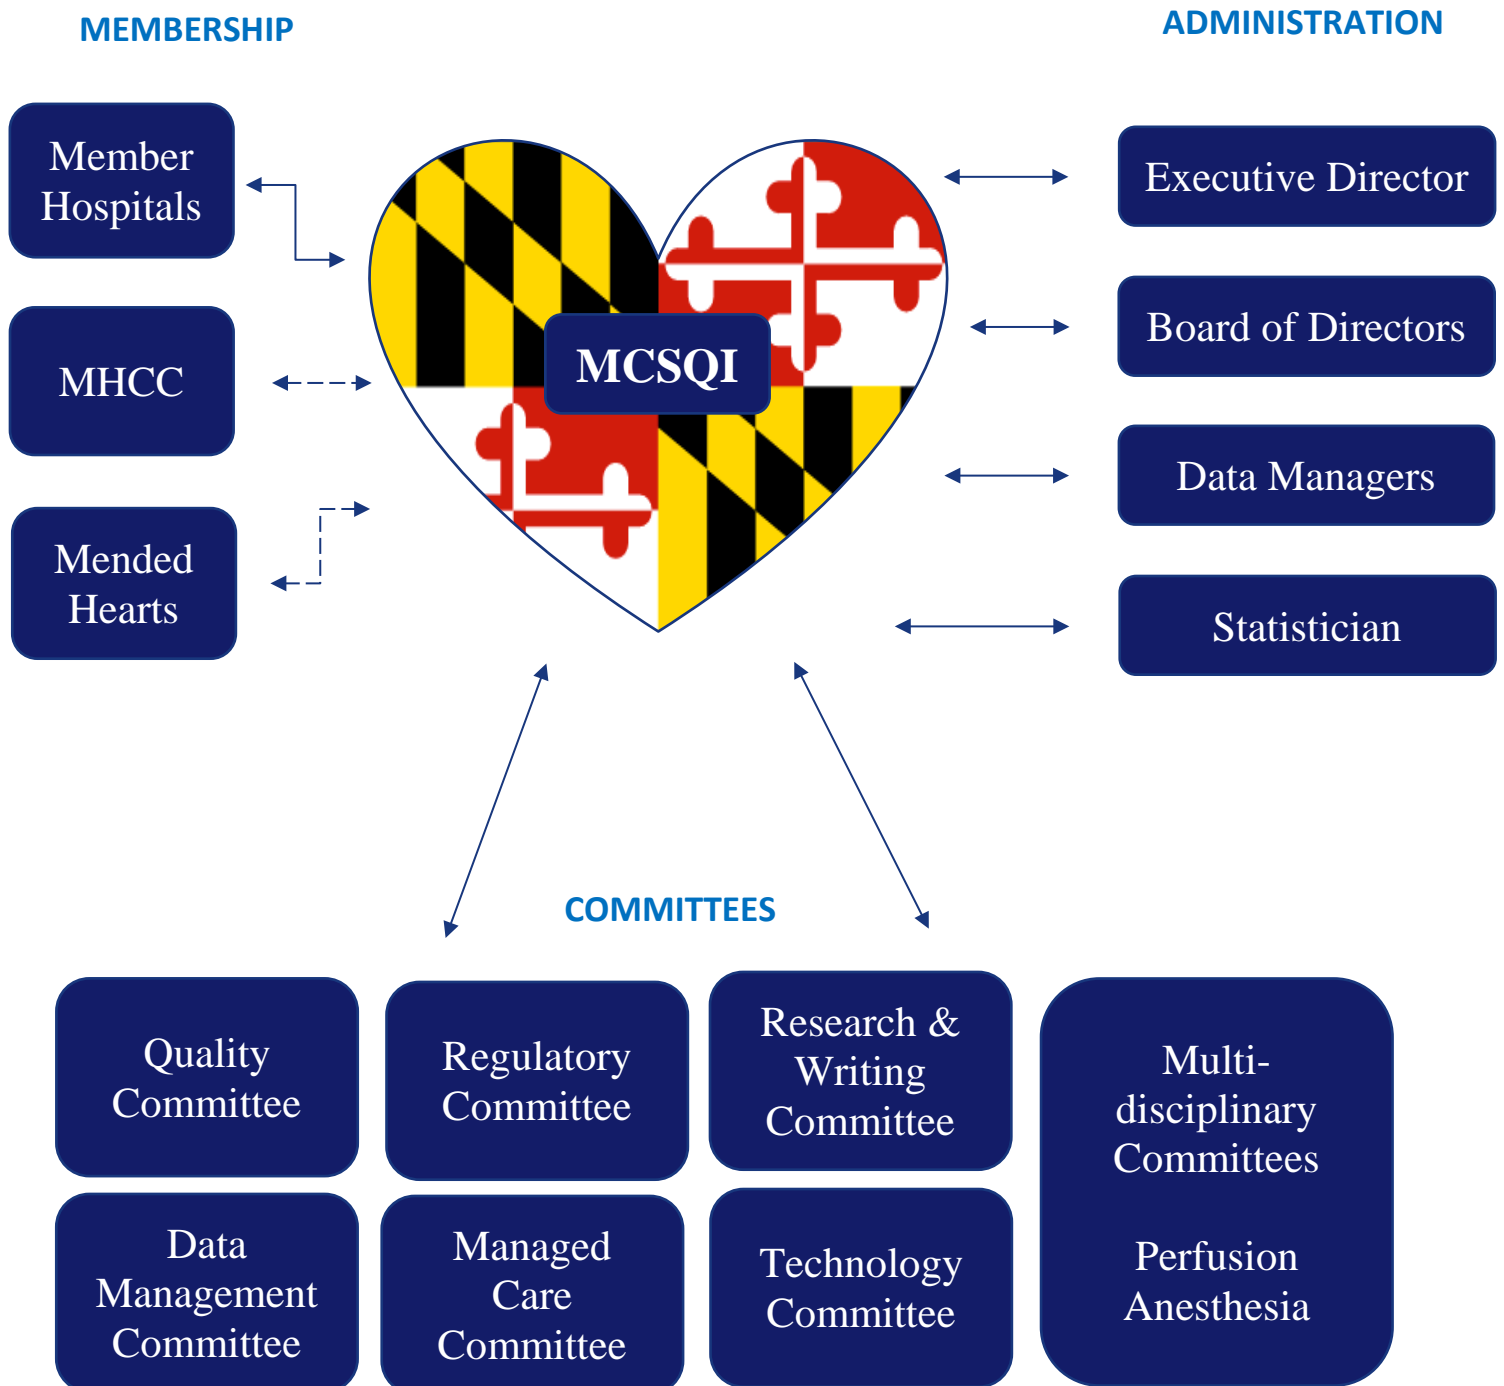 MEMBERSHIP
ADMINISTRATION
Member
Hospitals
MHCC
Mended
Hearts
MCSQI
Executive Director
Board of Directors
Data Managers
Statistician
COMMITTEES
Quality
Committee
Regulatory
Committee
Research &
Writing
Committee
Multi-
disciplinary
Committees
Perfusion
Anesthesia
Data
Management
Committee
Managed
Care
Committee
Technology
Committee